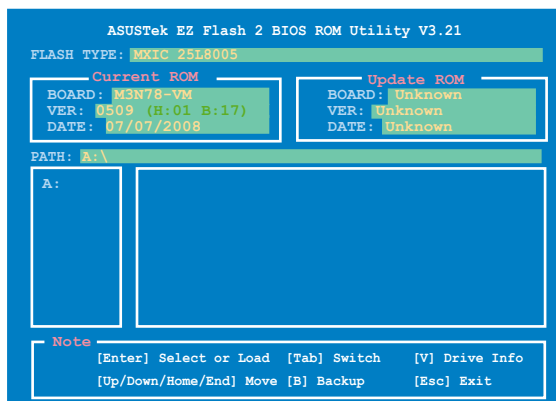 ASUSTek EZ Flash 2 BIOS ROM Utility V3.21
FLASH TYPE: MXIC 25L8005
Current ROM
BOARD: M3N78-VM
VER: 0509 (H:01 B:17)
DATE: 07/07/2008
Update ROM
BOARD: Unknown
VER: Unknown
DATE: Unknown
PATH: A:\
A:
Note
[Enter] Select or Load [Tab] Switch [V] Drive Info
[Up/Down/Home/End] Move [B] Backup [Esc] Exit